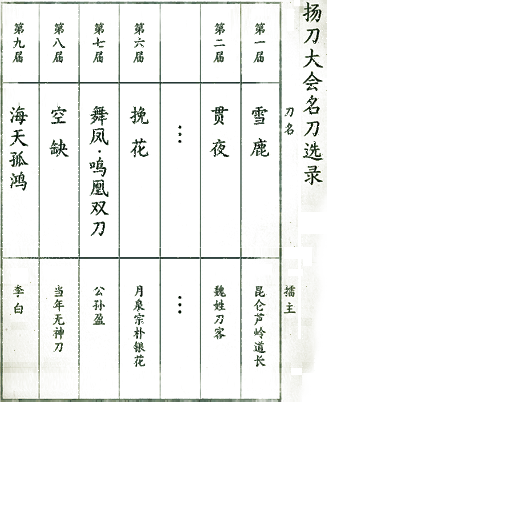 扬刀大会名刀选录
刀名
擂主
第一届
雪鹿
昆仑芦岭道长
第二届
贯夜
魏姓刀客
⋮
⋮
第六届
挽花
月泉宗朴银花
第七届
舞凤·鸣凰双刀
公孙盈
第八届
空缺
当年无神刀
第九届
海天孤鸿
李白